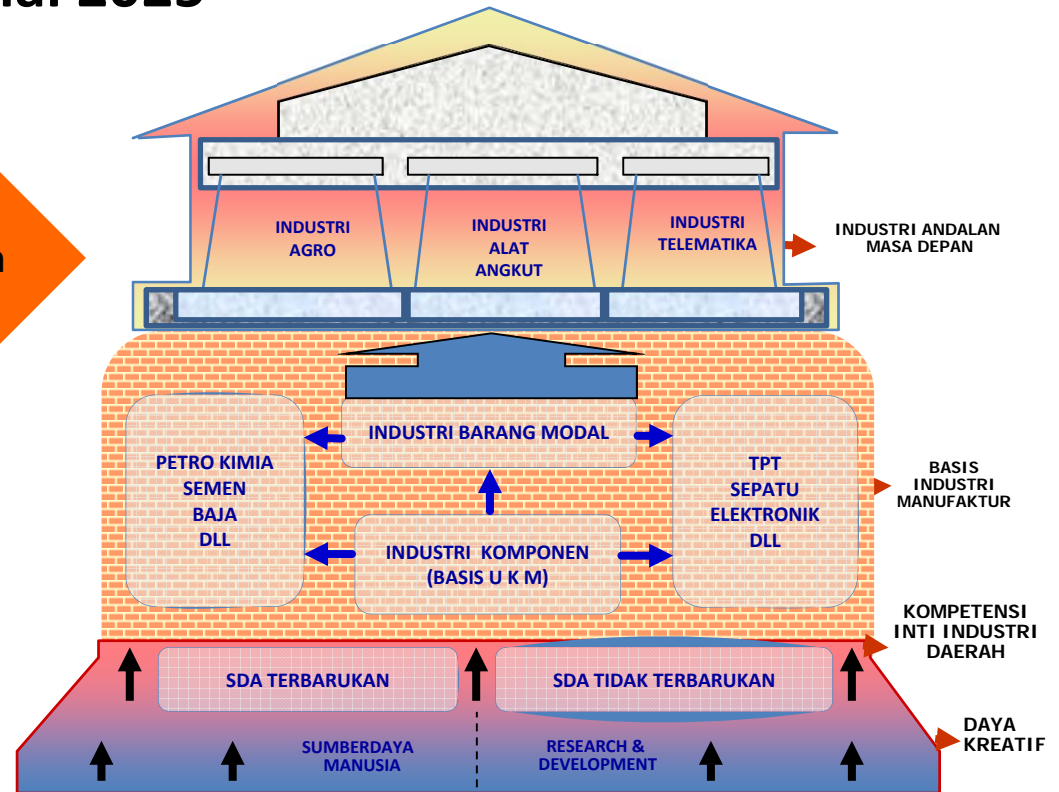 2025
INDUSTRI
AGRO
INDUSTRI
ALAT
ANGKUT
INDUSTRI
TELEMATIKA
INDUSTRI ANDALAN
MASA DEPAN
INDUSTRI BARANG MODAL
PETRO KIMIA
SEMEN
BAJA
DLL
TPT
SEPATU
ELEKTRONIK
DLL
BASIS
INDUSTRI
MANUFAKTUR
INDUSTRI KOMPONEN
(BASIS U K M)
KOMPETENSI
INTI INDUSTRI
DAERAH
SDA TERBARUKAN
SDA TIDAK TERBARUKAN
SUMBERDAYA
MANUSIA
RESEARCH &
DEVELOPMENT
DAYA
KREATIF